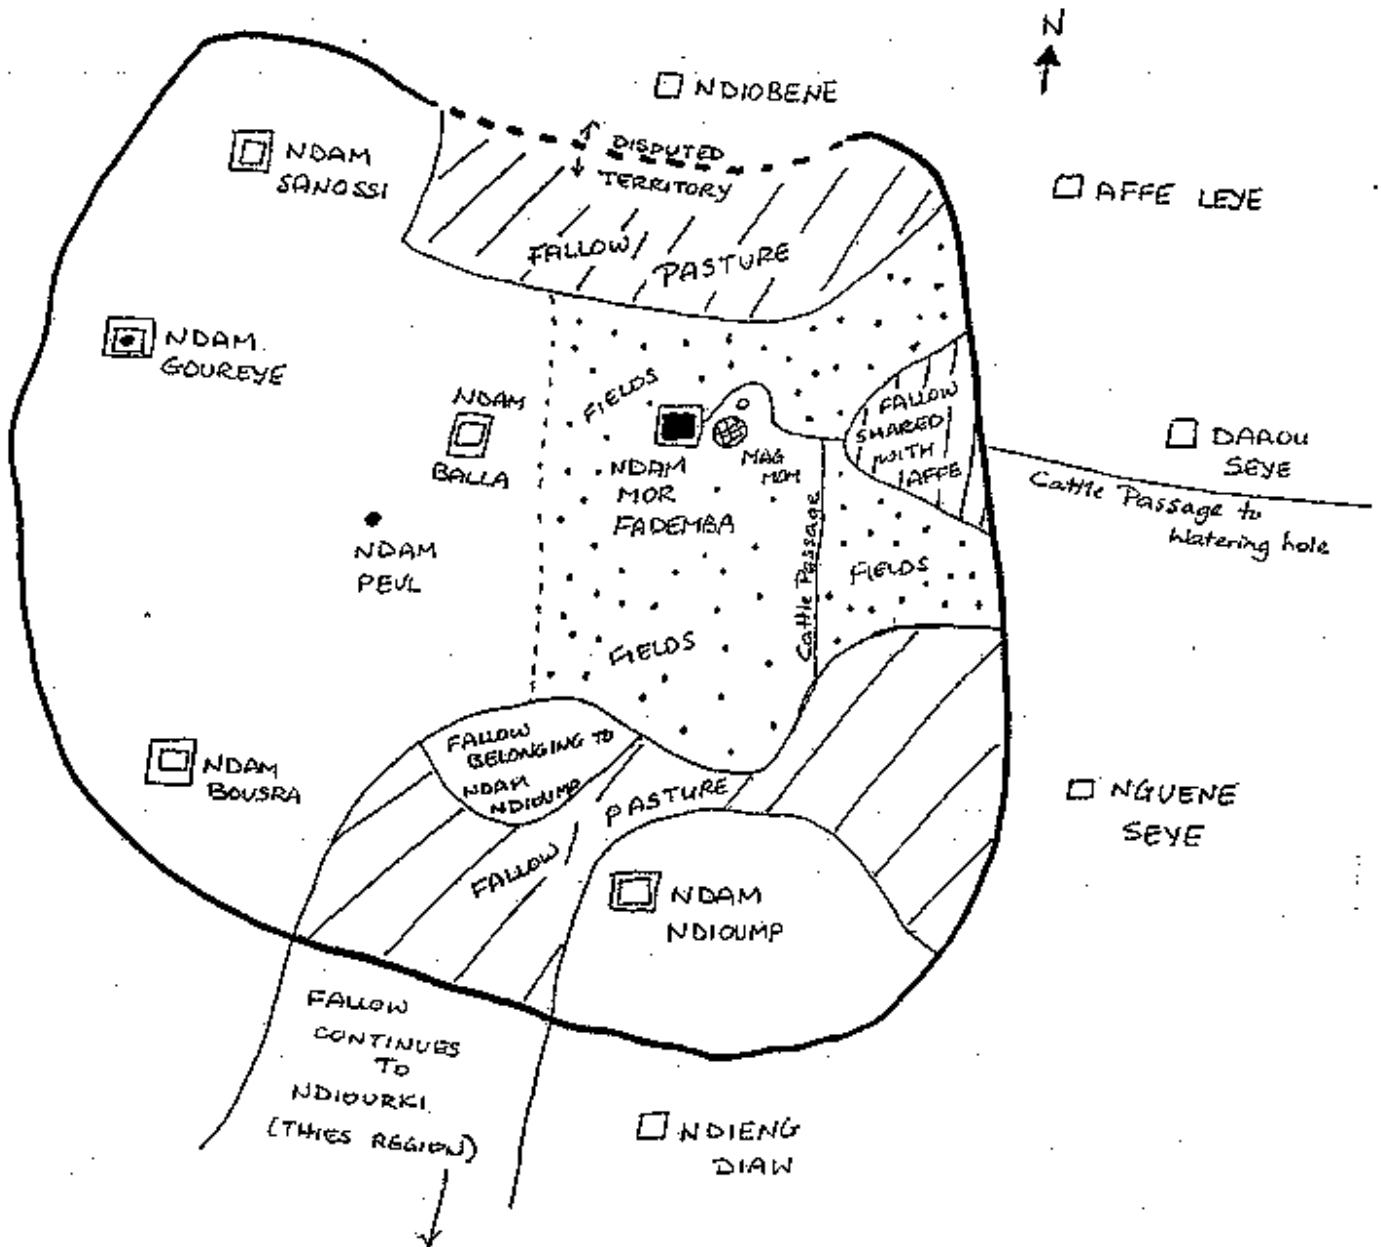 N
NDIOBENE
DISPUTED
TERRITORY
NDAM
SANOSSI
AFFE LEYE
FALLOW
PASTURE
NDAM
GOUREYE
FIELDS
NDAM
BALLA
NDAM
MOR
FADEMBA
MAG
MOM
FALLOW
SHARED
WITH
AFFE
DAROU
SEYE
Cattle Passage to
Watering hole
NDAM
PEUL
Cattle Passage
FIELDS
FIELDS
NDAM
BOUSRA
FALLOW
BELONGING TO
NDAM
NDIOUMP
PASTURE
FALLOW
NGUENE
SEYE
NDAM
NDIOUMP
FALLOW
CONTINUES
TO
NDIOURKI
(THIES REGION)
NDIENG
DIAW